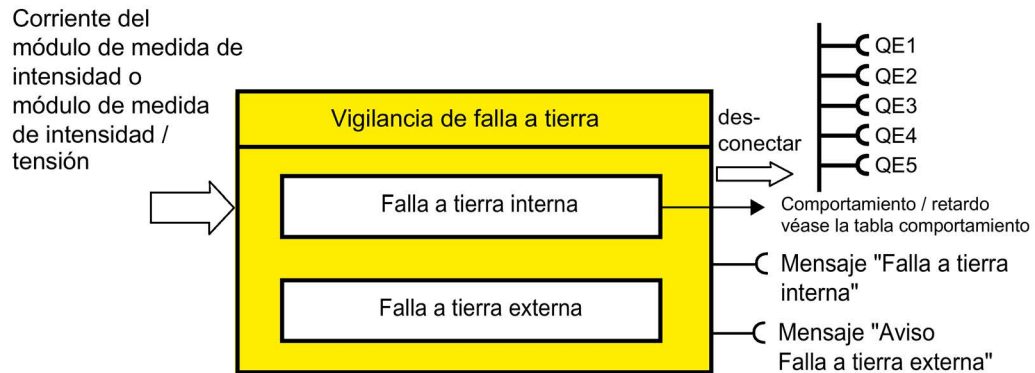 Corriente del
módulo de medida de
intensidad o
módulo de medida
de intensidad /
tensión
Vigilancia de falla a tierra
Falla a tierra interna
Falla a tierra externa
des-
conectar
QE1
QE2
QE3
QE4
QE5
Comportamiento / retardo
véase la tabla comportamiento
Mensaje "Falla a tierra
interna"
Mensaje "Aviso
Falla a tierra externa"